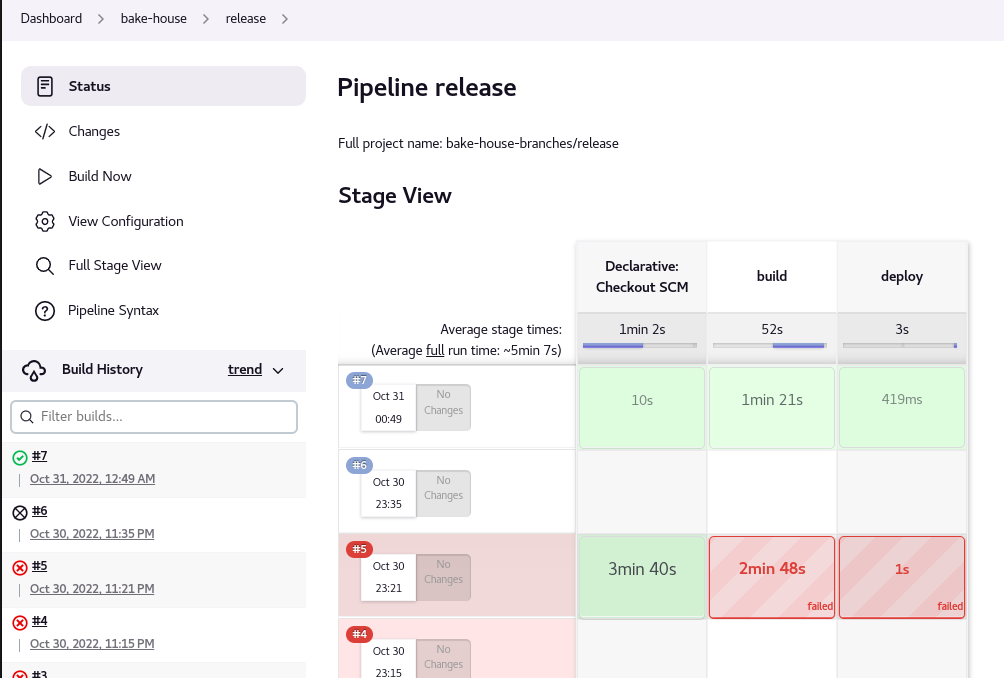 Dashboard
bake-house
release
Status
Changes
Build Now
View Configuration
Full Stage View
Pipeline Syntax
Build History
trend
Filter builds...
#7
Oct 31, 2022, 12:49 AM
#6
Oct 30, 2022, 11:35 PM
#5
Oct 30, 2022, 11:21 PM
#4
Oct 30, 2022, 11:15 PM
#3
Pipeline release
Full project name: bake-house-branches/release
Stage View
Declarative:
Checkout SCM
build
deploy
Average stage times:
(Average full run time: ~5min 7s)
1min 2s
52s
3s
#7
Oct 31
00:49
No
Changes
10s
1min 21s
419ms
#6
Oct 30
23:35
No
Changes
#5
Oct 30
23:21
No
Changes
3min 40s
2min 48s
failed
1s
failed
#4
Oct 30
23:15
No
Changes